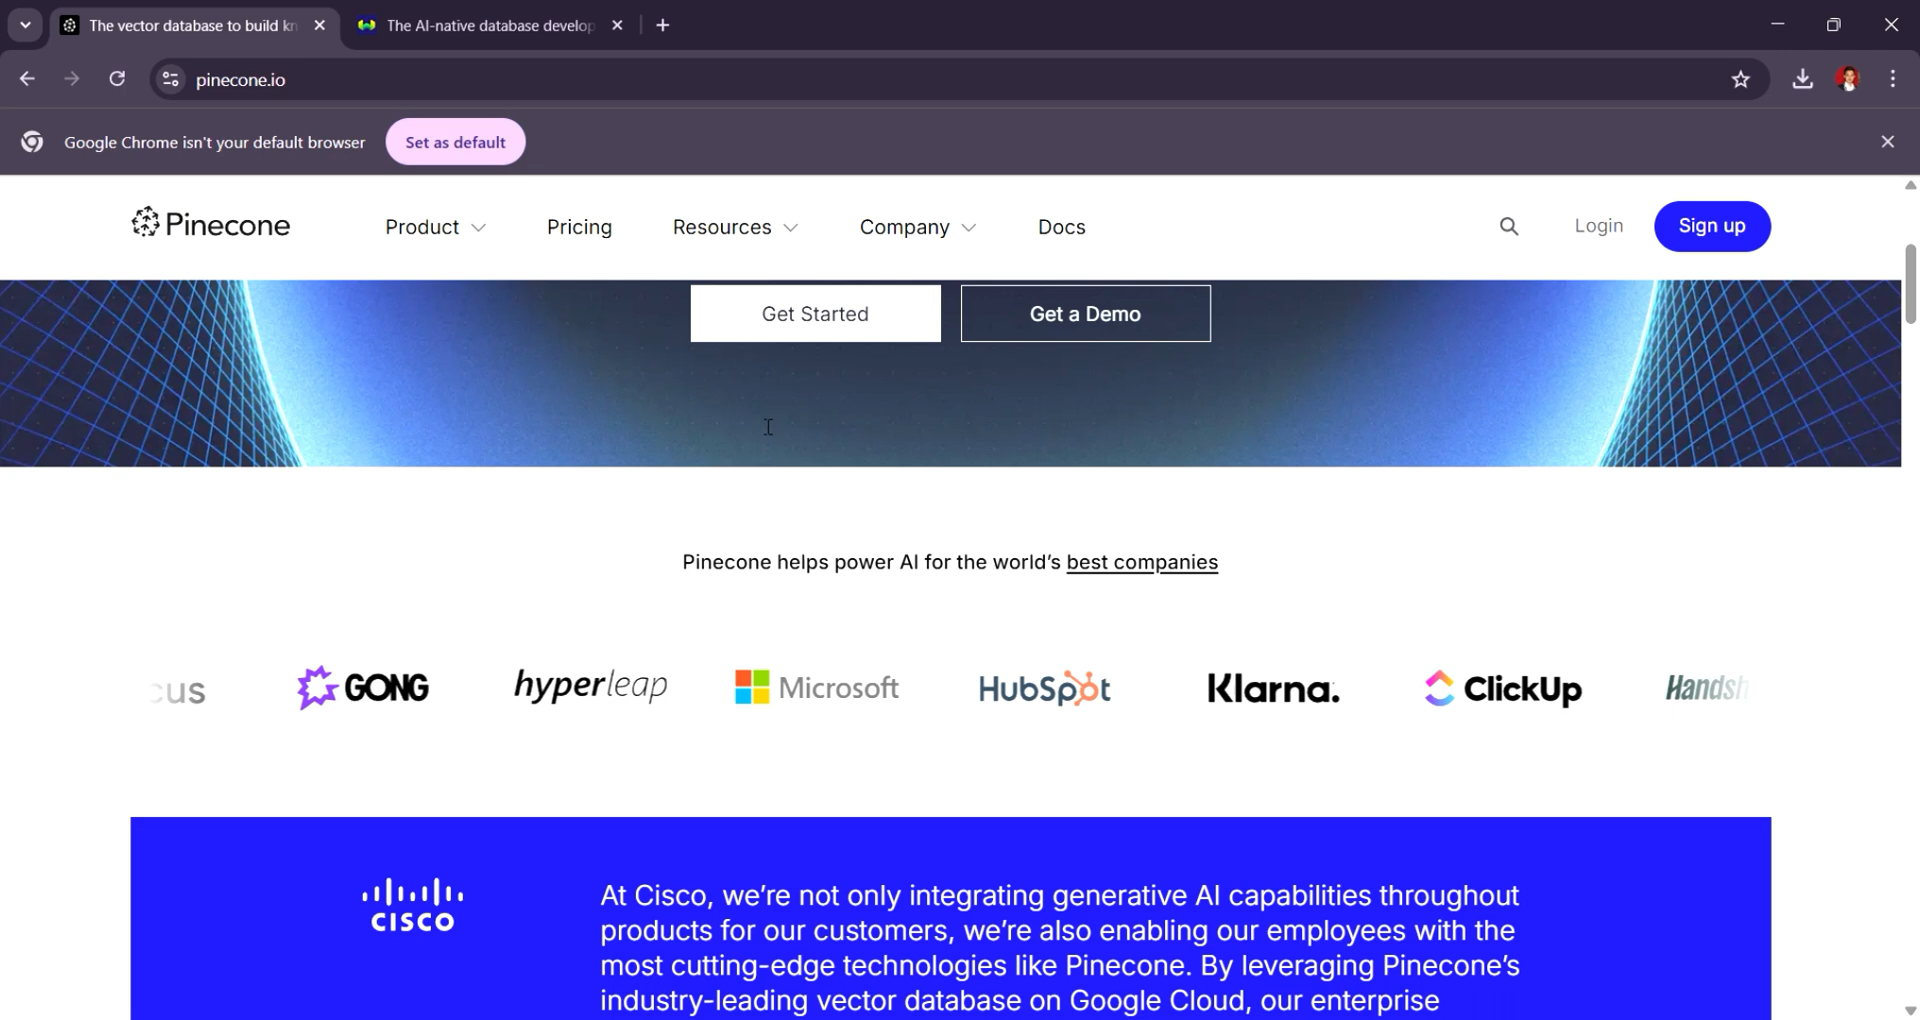 The vector database to build kn
The AI-native database develop
pinecone.io
Google Chrome isn't your default browser
Set as default
Pinecone
Product
Pricing
Resources
Company
Docs
Login
Sign up
Get Started
Get a Demo
Pinecone helps power AI for the world's best companies
cus
GONG
hyperleap
Microsoft
HubSpot
Klarna.
ClickUp
Handsh
CISCO
At Cisco, we're not only integrating generative AI capabilities throughout
products for our customers, we're also enabling our employees with the
most cutting-edge technologies like Pinecone. By leveraging Pinecone's
industry-leading vector database on Google Cloud, our enterprise